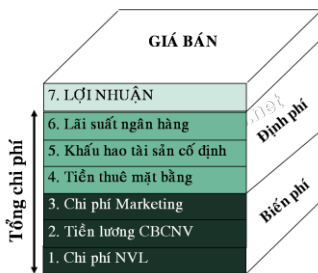 GIÁ BÁN
7. LỢI NHUẬN
6. Lãi suất ngân hàng
5. Khấu hao tài sản cố định
4. Tiền thuê mặt bằng
3. Chi phí Marketing
2. Tiền lương CBCNV
1. Chi phí NVL
Tổng chi phí
Định phí
Biến phí